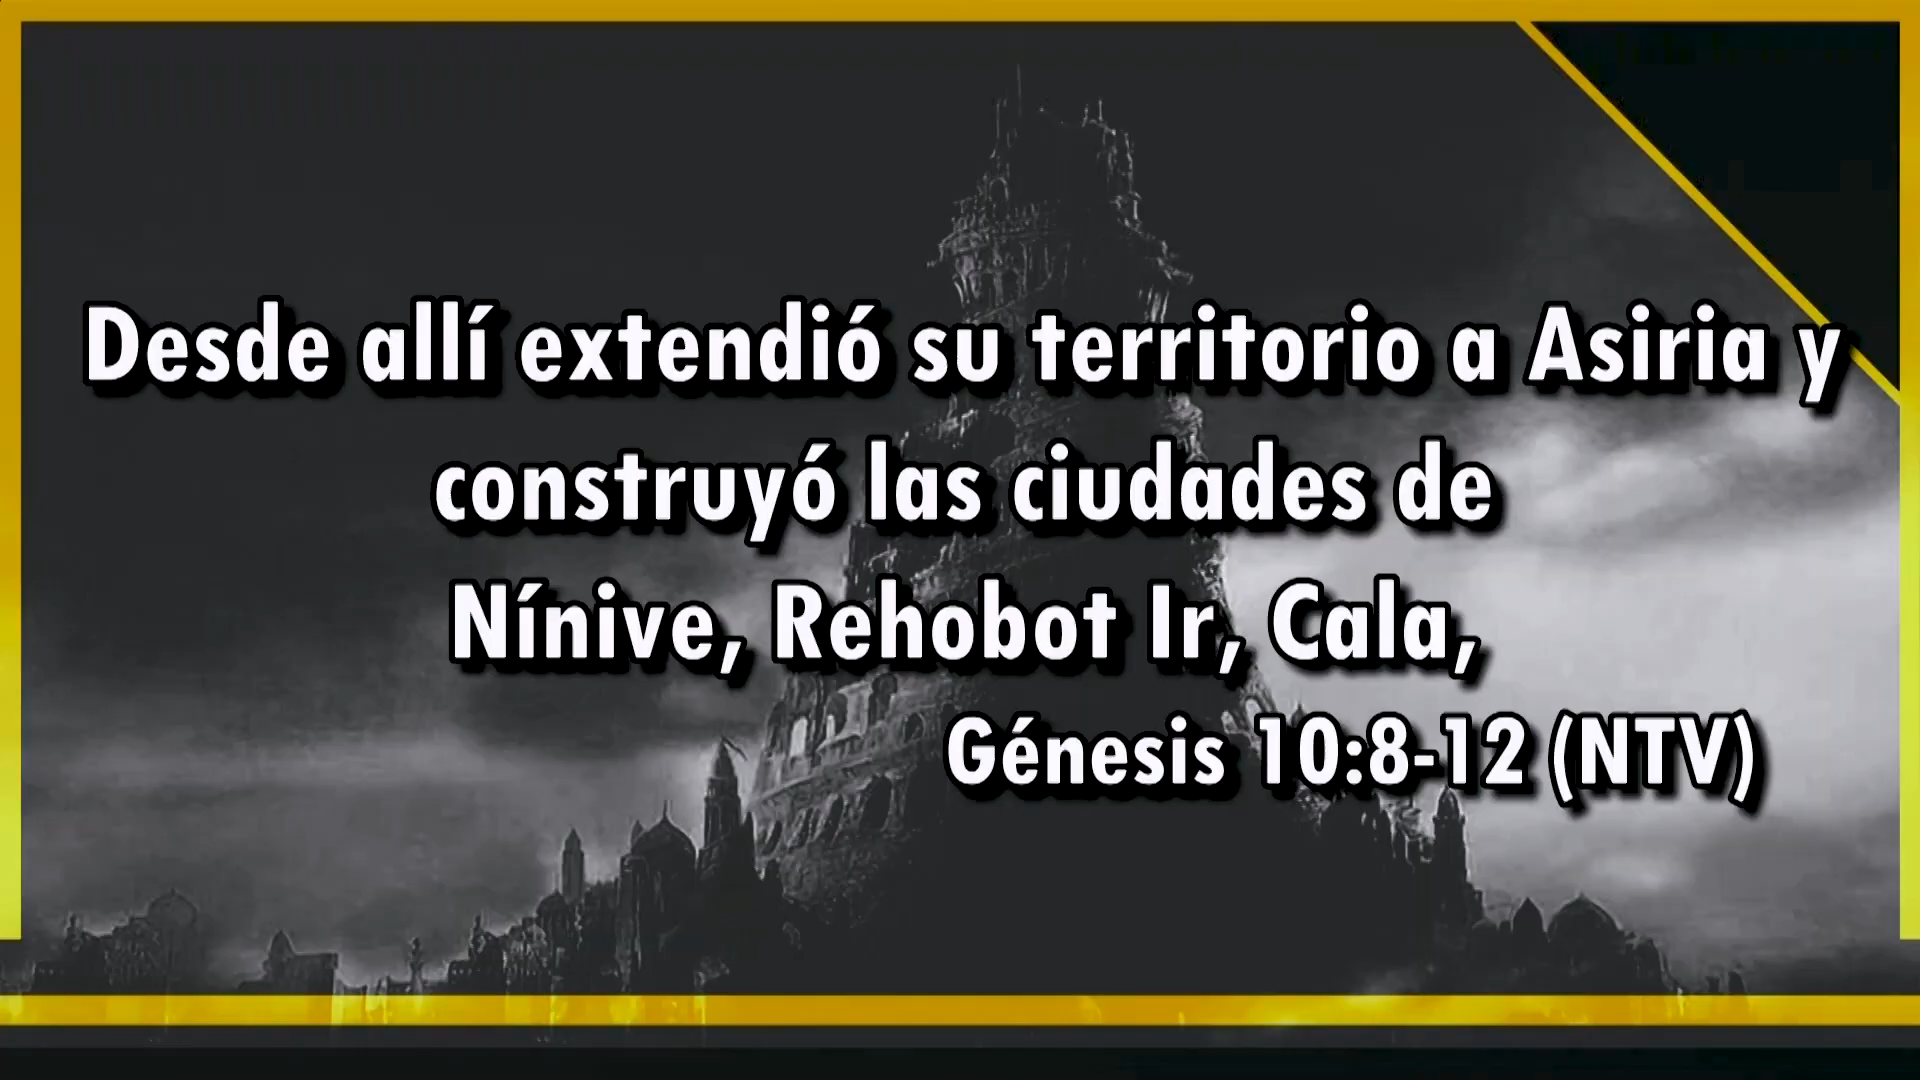 Desde allí extendió su territorio a Asiria y
construyó las ciudades de
Nínive, Rehobot Ir, Cala,
Génesis 10:8-12 (NTV)